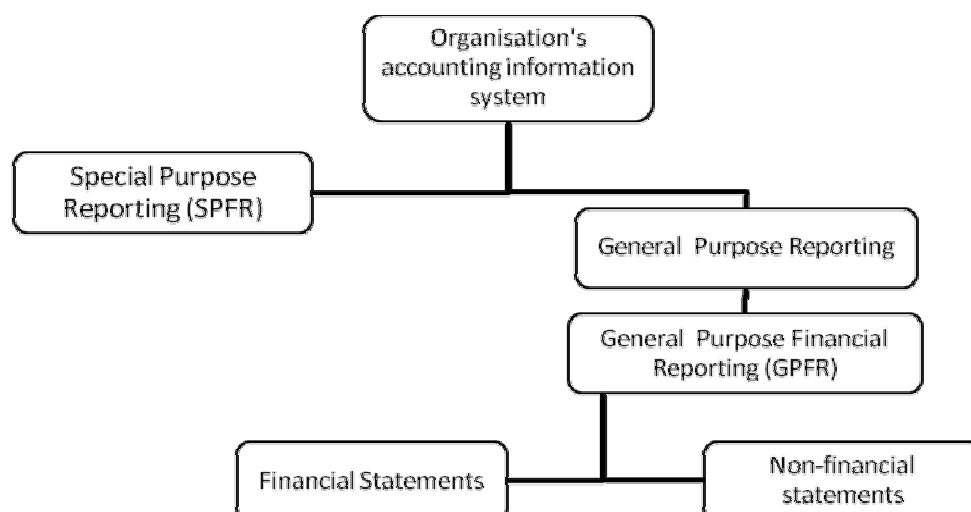 Organisation's
accounting information
system
Special Purpose
Reporting (SPFR)
General Purpose Reporting
General Purpose Financial
Reporting (GPFR)
Financial Statements
Non-financial
statements